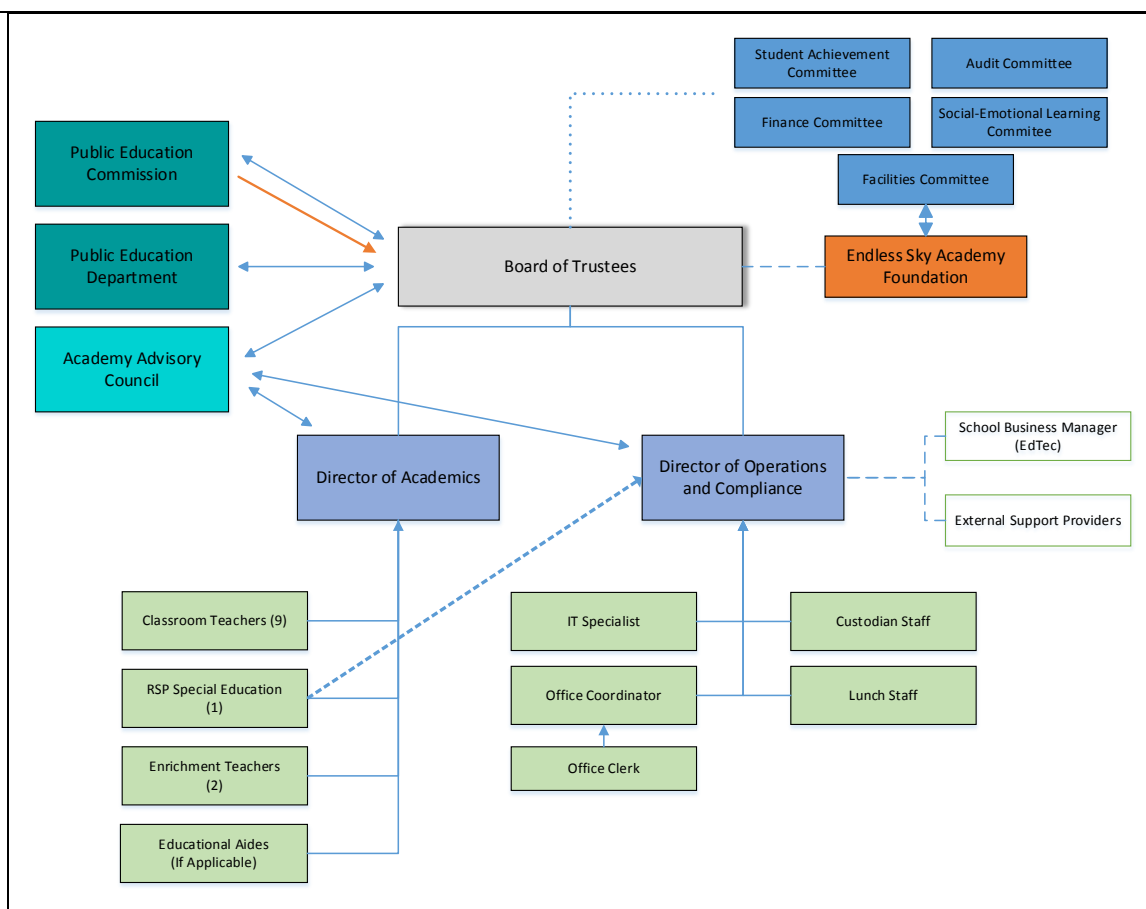 Student Achievement
Committee
Audit Committee
Finance Committee
Social-Emotional Learning
Commitee
Facilities Committee
Public Education
Commission
Public Education
Department
Academy Advisory
Council
Board of Trustees
Endless Sky Academy
Foundation
Director of Academics
Director of Operations
and Compliance
School Business Manager
(EdTec)
External Support Providers
Classroom Teachers (9)
RSP Special Education
(1)
Enrichment Teachers
(2)
Educational Aides
(If Applicable)
IT Specialist
Custodian Staff
Office Coordinator
Lunch Staff
Office Clerk